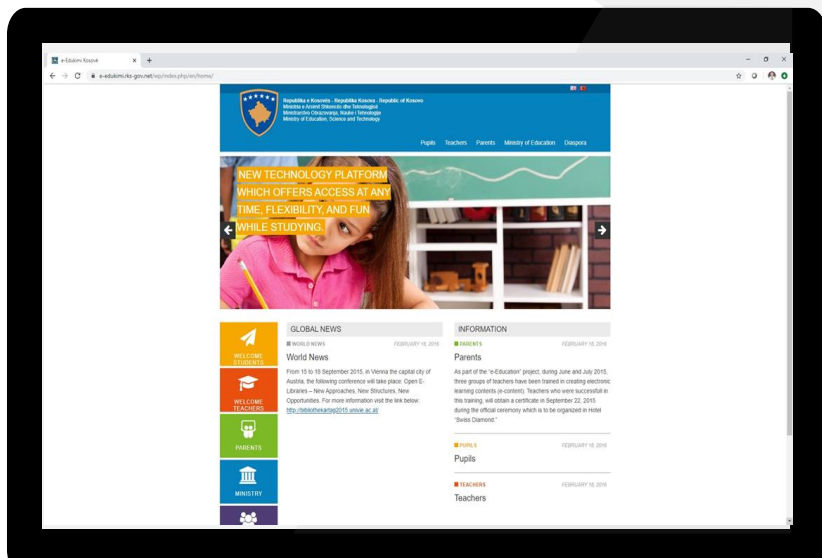 e-Edukimi Kosovë
e-edukimi.rks-gov.net/wp/index.php/en/home/
Republika e Kosovës - Republika Kosova - Republic of Kosovo
Ministria e Arsimit Shkencës dhe Teknologjisë
Ministrarstvo Obrazovanja, Nauke i Tehnologije
Ministry of Education, Science and Technology
Pupils Teachers Parents Ministry of Education Diaspora
NEW TECHNOLOGY PLATFORM
WHICH OFFERS ACCESS AT ANY
TIME, FLEXIBILITY, AND FUN
WHILE STUDYING.
WELCOME
STUDENTS
WELCOME
TEACHERS
PARENTS
MINISTRY
GLOBAL NEWS
WORLD NEWS FEBRUARY 18, 2016
World News
From 15 to 18 September 2015, in Vienna the capital city of
Austria, the following conference will take place: Open E-
Libraries – New Approaches, New Structures, New
Opportunities. For more information visit the link below:
http://bibliothekartag2015.univie.ac.at/
INFORMATION
PARENTS FEBRUARY 18, 2016
Parents
As part of the "e-Education" project, during June and July 2015,
three groups of teachers have been trained in creating electronic
learning contents (e-content). Teachers who were successfull in
this training, will obtain a certificate in September 22, 2015
during the official ceremony which is to be organized in Hotel
"Swiss Diamond."
PUPILS FEBRUARY 18, 2016
Pupils
TEACHERS FEBRUARY 18, 2016
Teachers